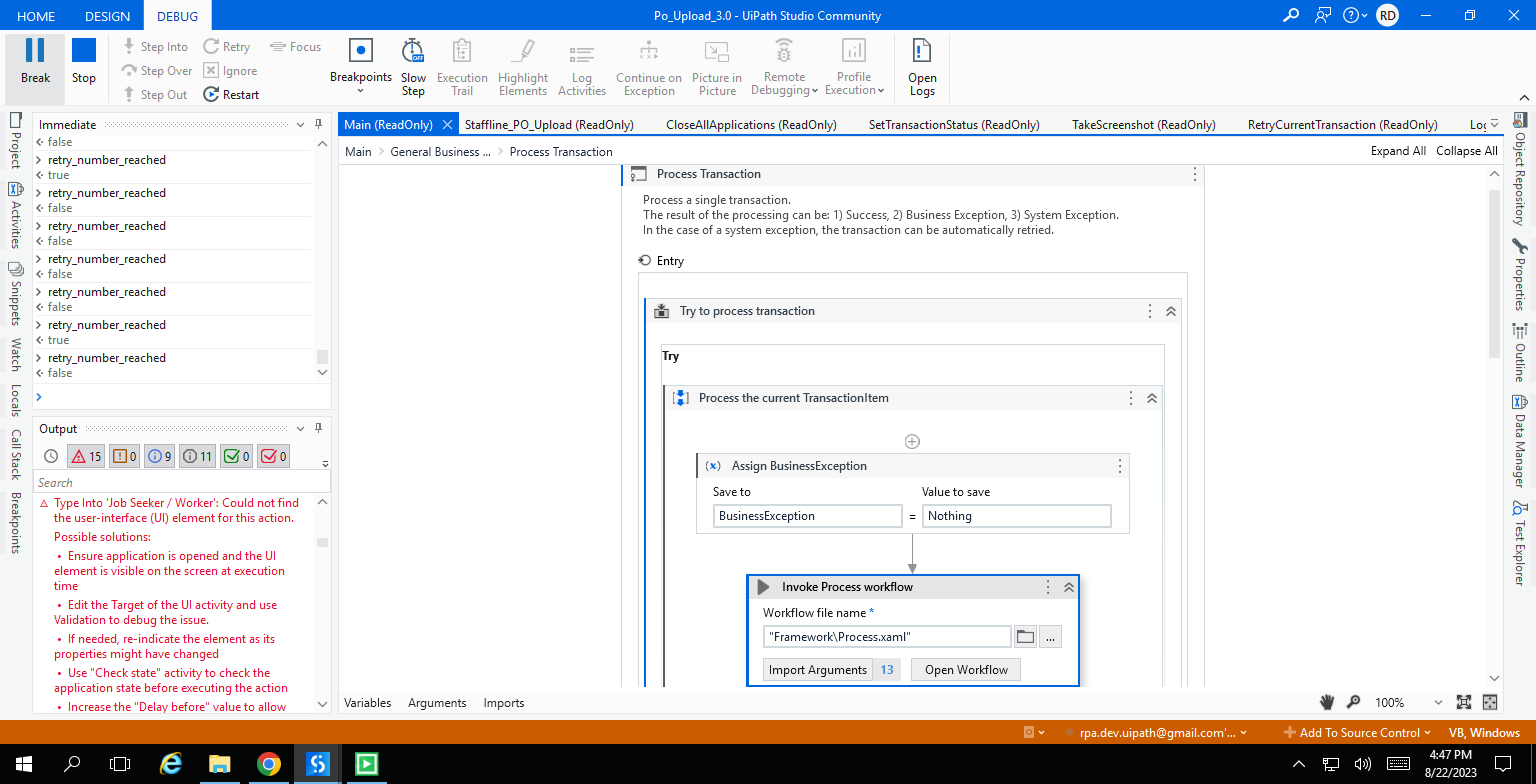 HOME DESIGN DEBUG
Po_Upload_3.0 - UiPath Studio Community
RD
Break
Stop
Step Into
Step Over
Step Out
Retry
Ignore
Restart
Focus
Breakpoints
Slow
Step
Execution
Trail
Highlight
Elements
Log
Activities
Continue on
Exception
Picture in
Picture
Remote
Debugging
Profile
Execution
Open
Logs
Project
Activities
Snippets
Watch
Locals
Call Stack
Breakpoints
Immediate
false
retry_number_reached
true
retry_number_reached
false
retry_number_reached
false
retry_number_reached
false
retry_number_reached
false
retry_number_reached
true
retry_number_reached
false
Output
15 0 9 11 0 0
Search
Type Into 'Job Seeker / Worker': Could not find
the user-interface (UI) element for this action.
Possible solutions:
• Ensure application is opened and the UI
element is visible on the screen at execution
time
• Edit the Target of the UI activity and use
Validation to debug the issue.
• If needed, re-indicate the element as its
properties might have changed
• Use "Check state" activity to check the
application state before executing the action
• Increase the "Delay before" value to allow
Main (ReadOnly) Staffline_PO_Upload (ReadOnly) CloseAllApplications (ReadOnly) SetTransactionStatus (ReadOnly) TakeScreenshot (ReadOnly) RetryCurrentTransaction (ReadOnly)
Main > General Business ... > Process Transaction
Expand All Collapse All
Process Transaction
Process a single transaction.
The result of the processing can be: 1) Success, 2) Business Exception, 3) System Exception.
In the case of a system exception, the transaction can be automatically retried.
Entry
Try to process transaction
Try
Process the current TransactionItem
(x) Assign BusinessException
Save to Value to save
BusinessException = Nothing
Invoke Process workflow
Workflow file name *
"Framework\Process.xaml" ...
Import Arguments 13 Open Workflow
Variables Arguments Imports
100%
Object Repository
Properties
Outline
Data Manager
Test Explorer
rpa.dev.uipath@gmail.com'... Add To Source Control VB, Windows
4:47 PM
8/22/2023